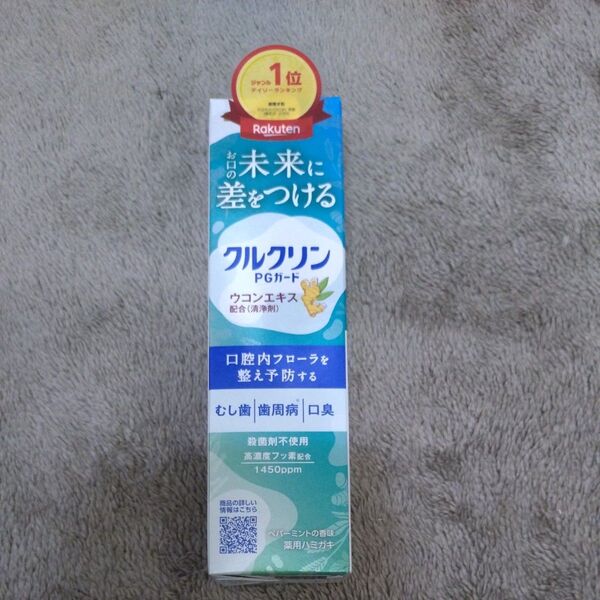 ジャンル1位
デイリーランキング
Rakuten
お口の未来に
差をつける
クルクリン
PGガード
ウコンエキス
配合(清浄剤)
口腔内フローラを
整え予防する
むし歯 歯周病※ 口臭
殺菌剤不使用
高濃度フッ素配合
1450ppm
商品の詳しい
情報はこちら
ペパーミントの香味
薬用ハミガキ